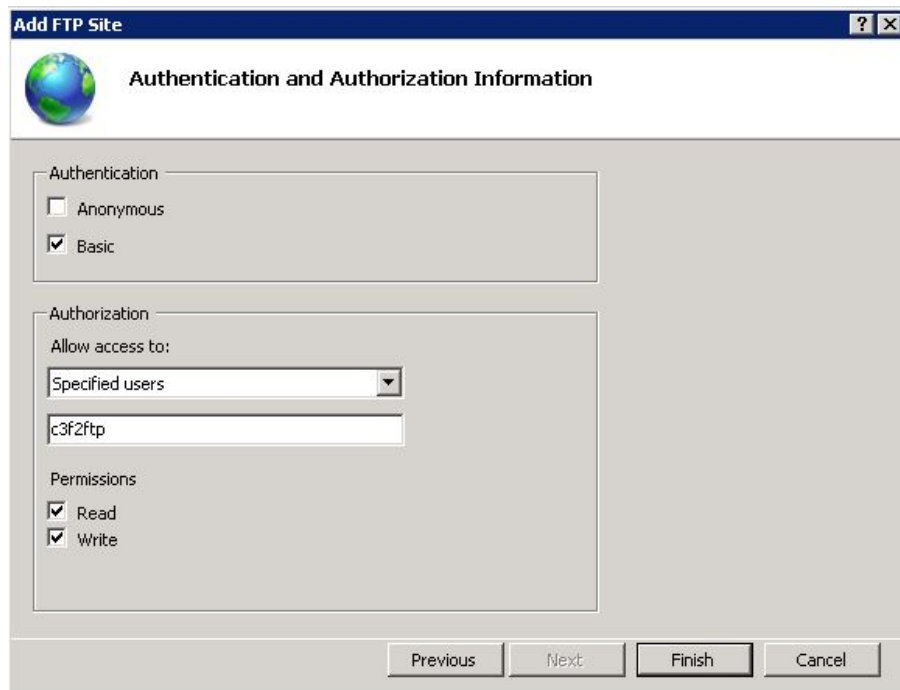 Add FTP Site
Authentication and Authorization Information
Authentication
Anonymous
Basic
Authorization
Allow access to:
Specified users
c3f2ftp
Permissions
Read
Write
Previous Next Finish Cancel